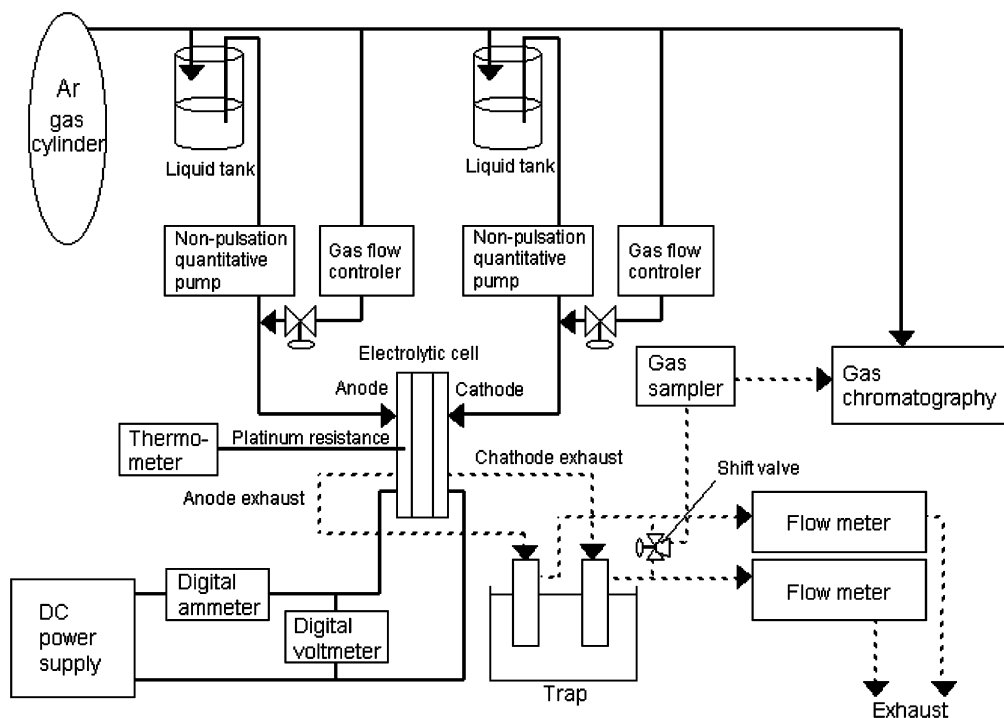 Ar
gas
cylinder
Liquid tank
Liquid tank
Non-pulsation
quantitative
pump
Gas flow
controler
Non-pulsation
quantitative
pump
Gas flow
controler
Electrolytic cell
Anode
Cathode
Gas
sampler
Gas
chromatography
Thermo-
meter
Platinum resistance
Chathode exhaust
Anode exhaust
Shift valve
Flow meter
Flow meter
DC
power
supply
Digital
ammeter
Digital
voltmeter
Trap
Exhaust